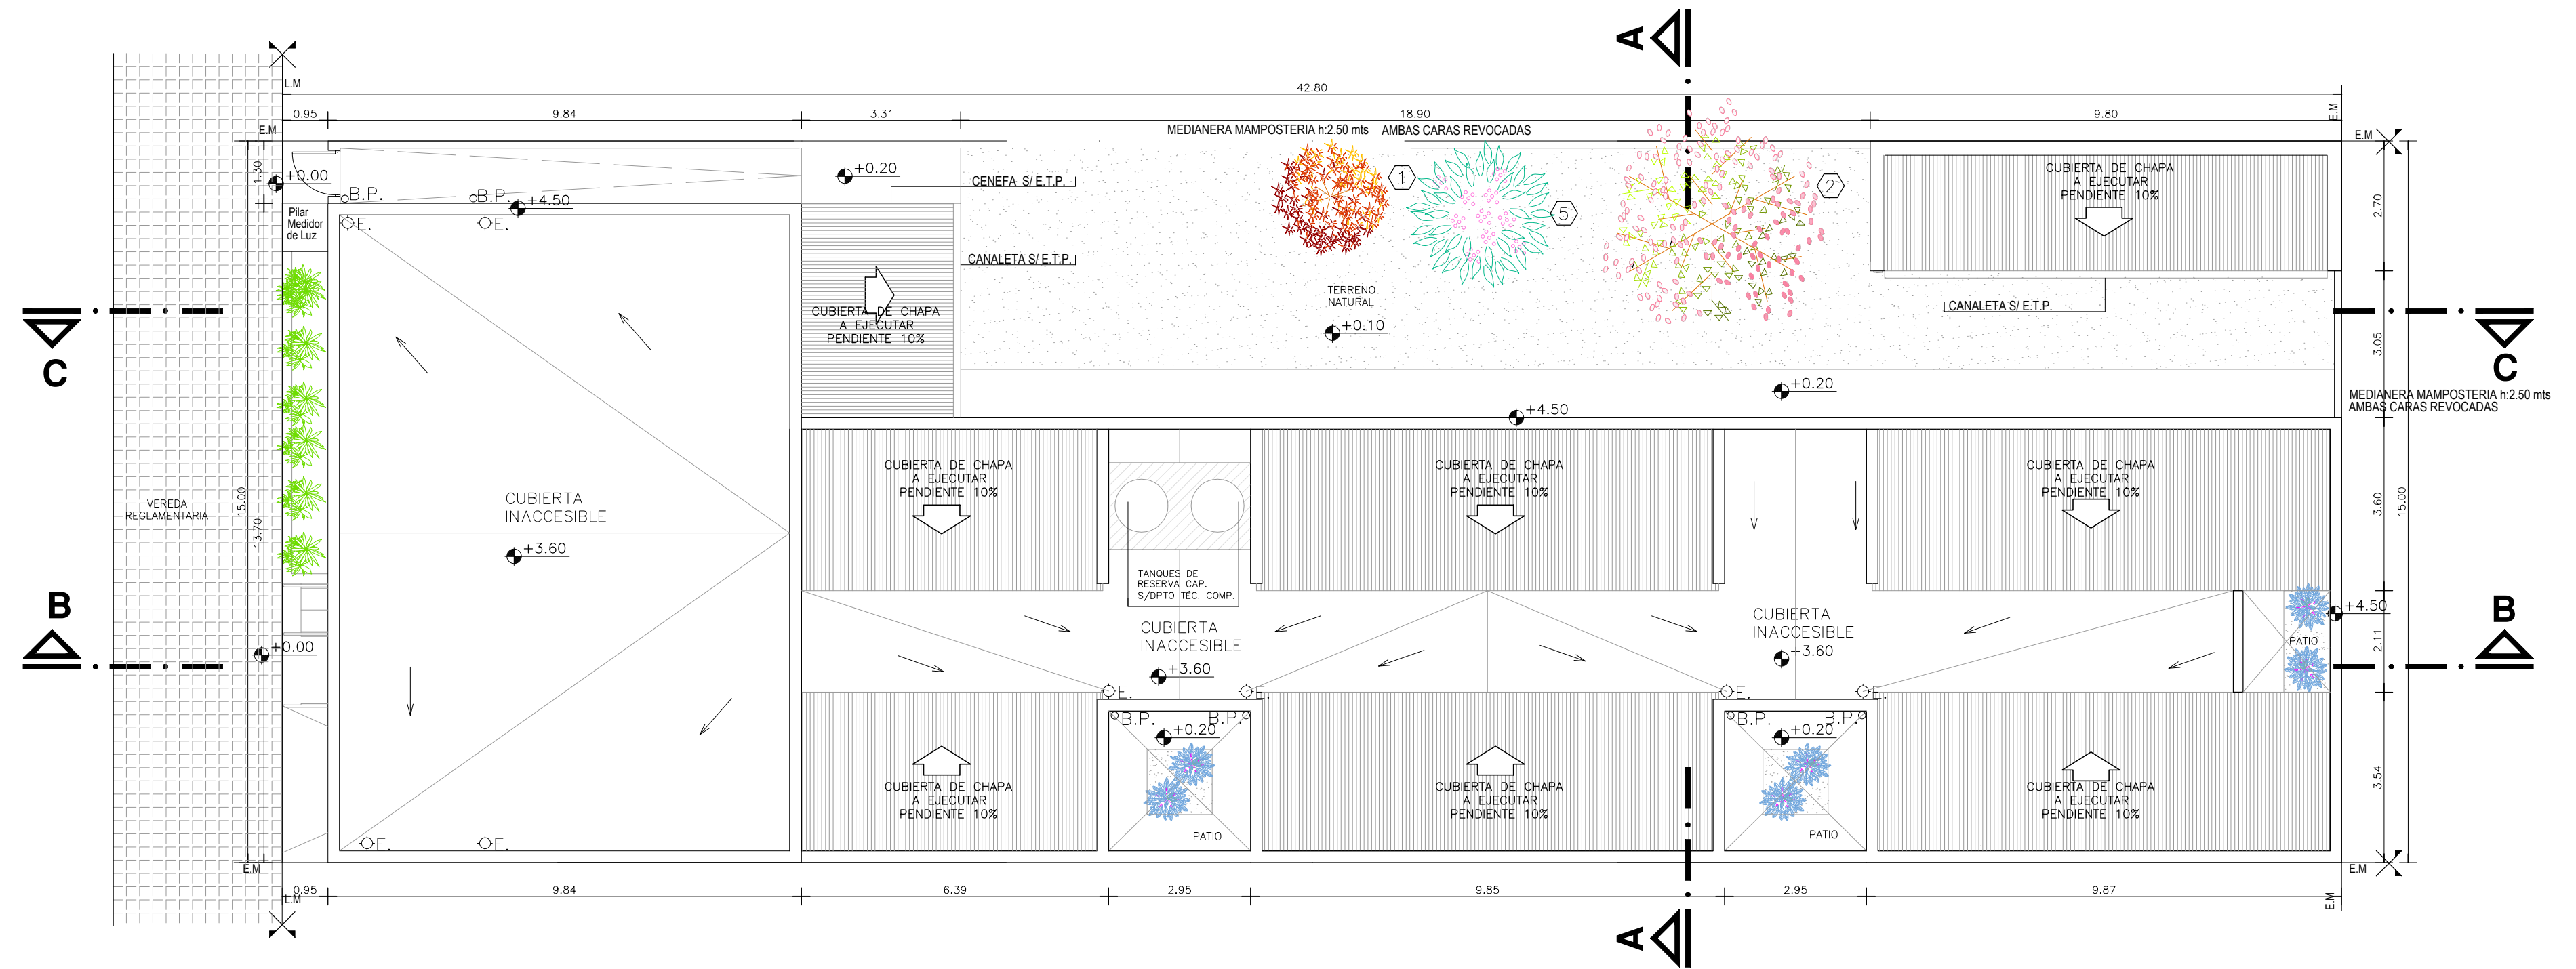 A
L.M
42.80
0.95
9.84
3.31
18.90
9.80
E.M
E.M
MEDIANERA MAMPOSTERIA h:2.50 mts AMBAS CARAS REVOCADAS
E.M
1.30
+0.00
B.P.
B.P.
+4.50
+0.20
CENEFA S/E.T.P.
1
5
2
CUBIERTA DE CHAPA
A EJECUTAR
PENDIENTE 10%
2.70
Pilar
Medidor
de Luz
E.
E.
CANALETA S/E.T.P.
TERRENO
NATURAL
+0.10
CUBIERTA DE CHAPA
A EJECUTAR
PENDIENTE 10%
CANALETA S/E.T.P.
C
C
3.05
+0.20
MEDIANERA MAMPOSTERIA h:2.50 mts
AMBAS CARAS REVOCADAS
+4.50
VEREDA
REGLAMENTARIA
15.00
13.70
CUBIERTA
INACCESIBLE
+3.60
CUBIERTA DE CHAPA
A EJECUTAR
PENDIENTE 10%
CUBIERTA DE CHAPA
A EJECUTAR
PENDIENTE 10%
CUBIERTA DE CHAPA
A EJECUTAR
PENDIENTE 10%
3.60
15.00
TANQUES DE
RESERVA CAP.
S/DPTO TÉC. COMP.
B
B
+0.00
CUBIERTA
INACCESIBLE
+3.60
CUBIERTA
INACCESIBLE
+3.60
+4.50
PATIO
2.11
E.
E.
E.
E.
B.P.
B.P.
+0.20
B.P.
B.P.
+0.20
CUBIERTA DE CHAPA
A EJECUTAR
PENDIENTE 10%
PATIO
CUBIERTA DE CHAPA
A EJECUTAR
PENDIENTE 10%
PATIO
CUBIERTA DE CHAPA
A EJECUTAR
PENDIENTE 10%
3.54
E.
E.
E.M
E.M
0.95
9.84
6.39
2.95
9.85
2.95
9.87
L.M
E.M
A